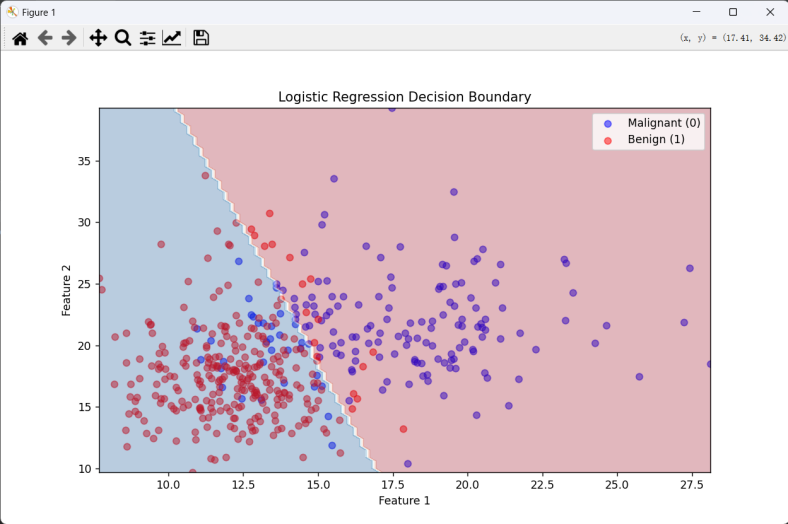 Figure 1
(x, y) = (17.41, 34.42)
Logistic Regression Decision Boundary
Malignant (0)
Benign (1)
35
30
25
20
15
10
Feature 2
10.0 12.5 15.0 17.5 20.0 22.5 25.0 27.5
Feature 1